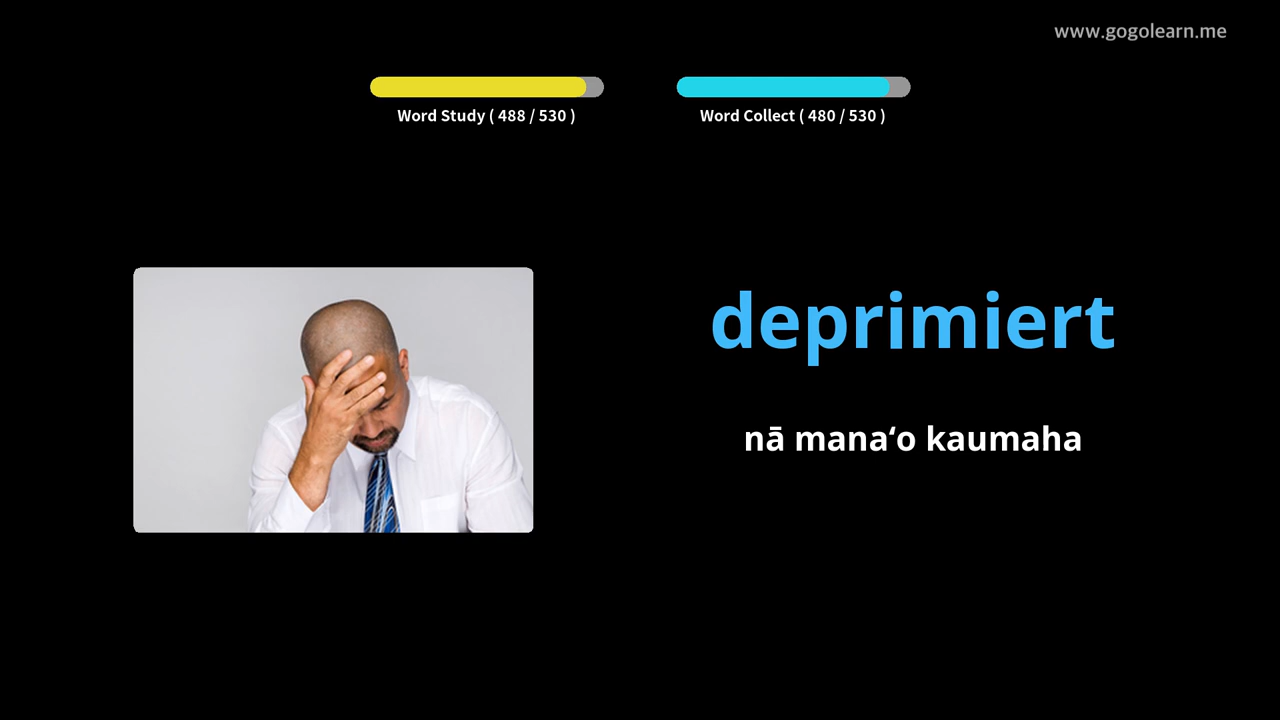 www.gogolearn.me
Word Study ( 488 / 530 )
Word Collect ( 480 / 530 )
deprimiert
nā manaʻo kaumaha